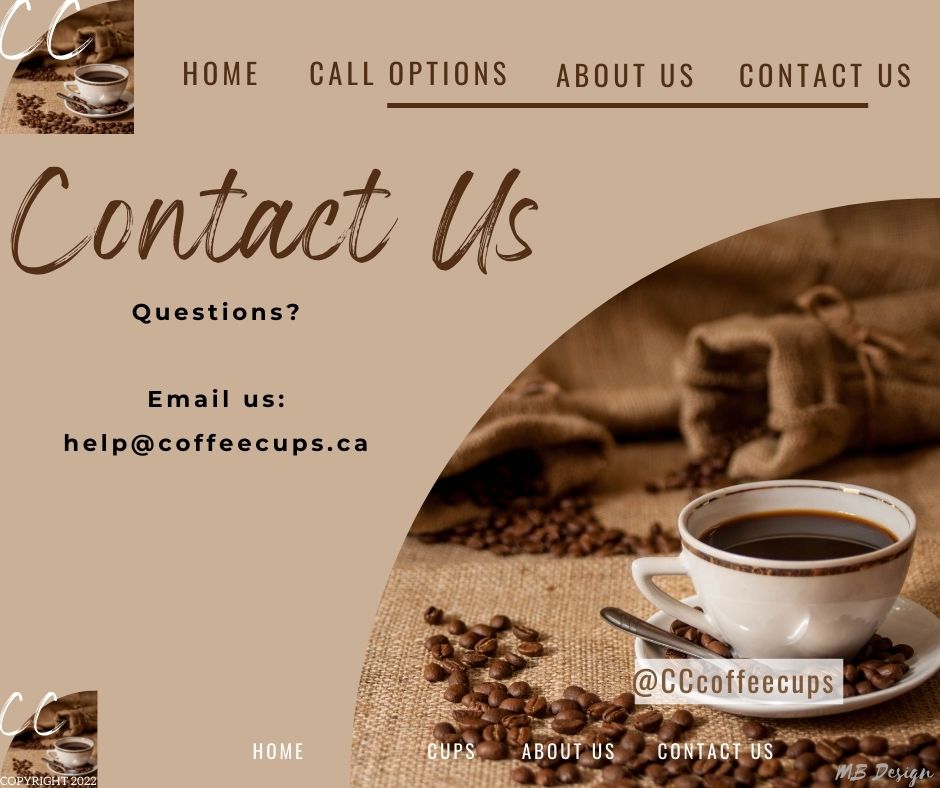 CC
HOME CALL OPTIONS ABOUT US CONTACT US
Contact Us
Questions?
Email us:
help@coffeecups.ca
@CCcoffeecups
CC
HOME CUPS ABOUT US CONTACT US
COPYRIGHT 2022
MB Design